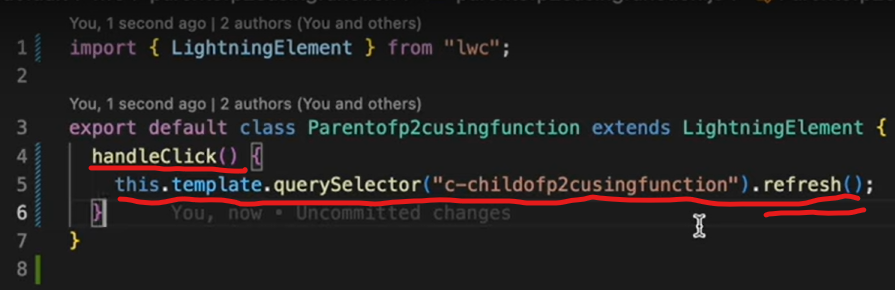 You, 1 second ago | 2 authors (You and others)
1 import { LightningElement } from "lwc";
2
You, 1 second ago | 2 authors (You and others)
3 export default class Parentofp2cusingfunction extends LightningElement {
4 handleClick() {
5 this.template.querySelector("c-childofp2cusingfunction").refresh();
6 } You, now • Uncommitted changes
7 }
8